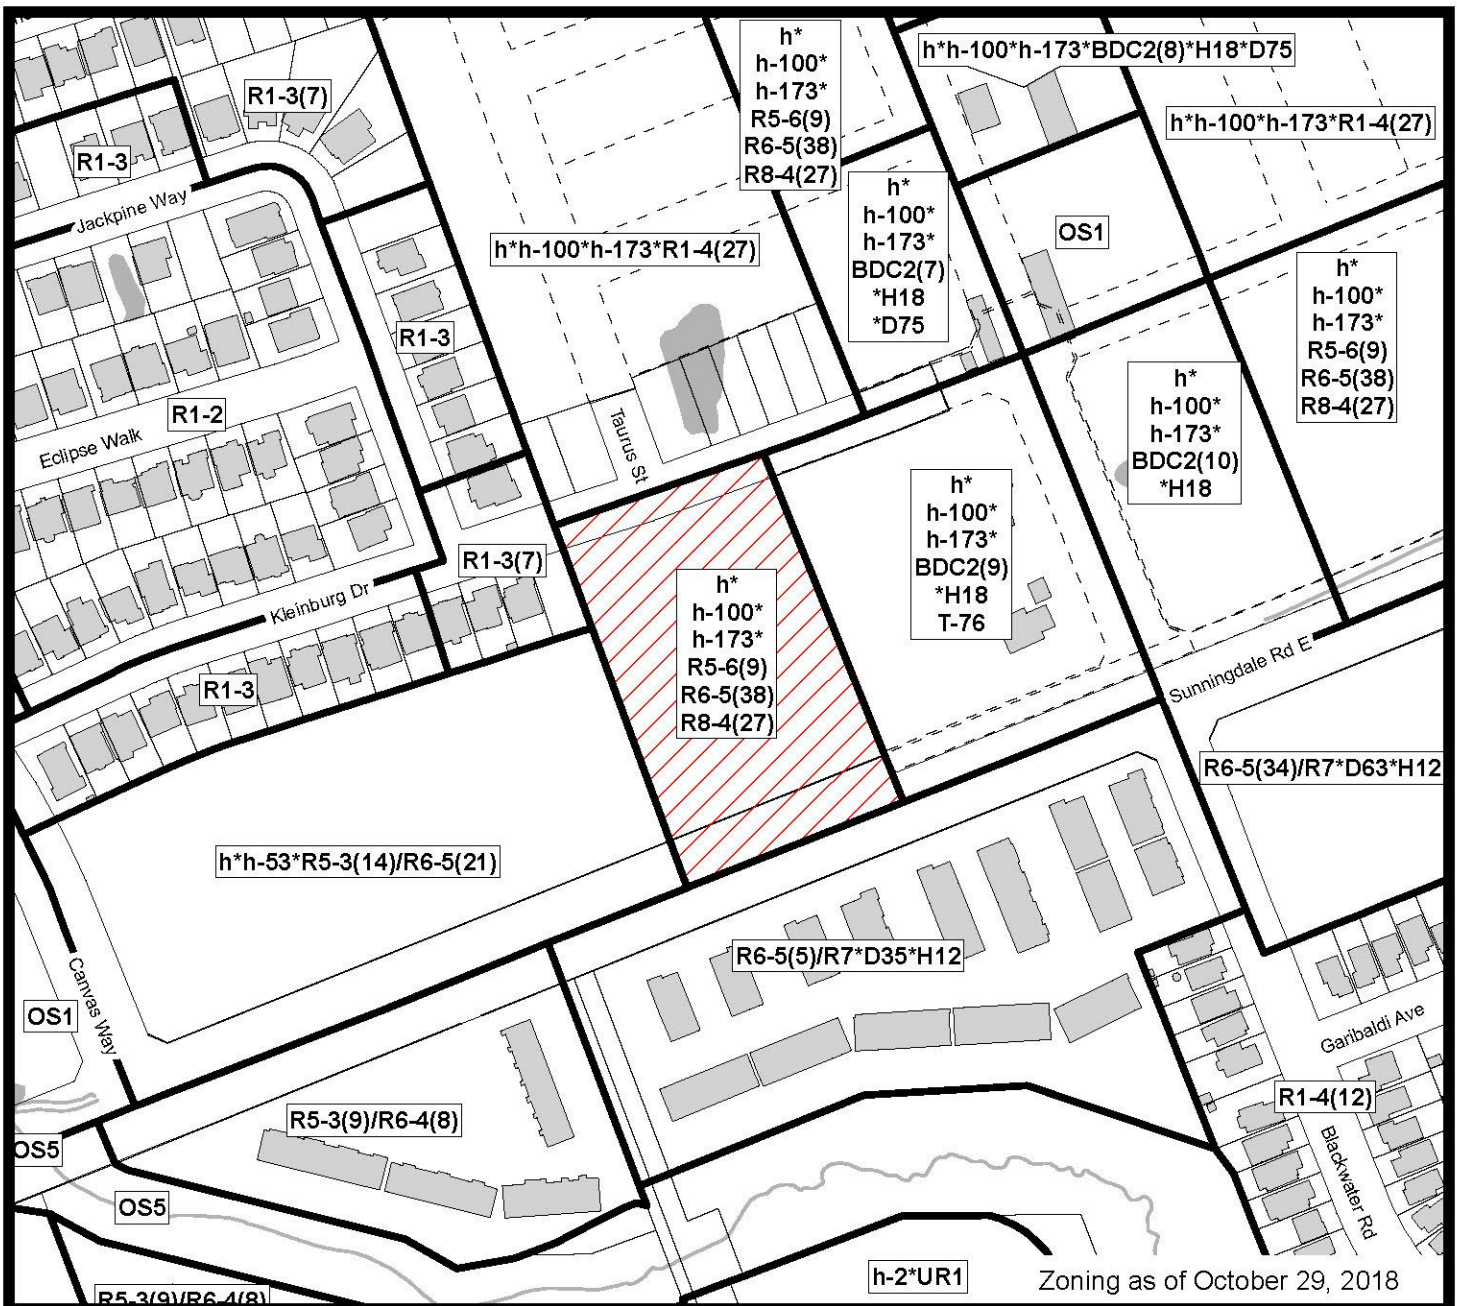 h*
h-100*
h-173*
R5-6(9)
R6-5(38)
R8-4(27)
h*h-100*h-173*BDC2(8)*H18*D75
R1-3(7)
h*h-100*h-173*R1-4(27)
R1-3
Jackpine Way
h*
h-100*
h-173*
BDC2(7)
*H18
*D75
OS1
h*h-100*h-173*R1-4(27)
h*
h-100*
h-173*
R5-6(9)
R6-5(38)
R8-4(27)
R1-3
R1-2
Eclipse Walk
Taurus St
h*
h-100*
h-173*
BDC2(10)
*H18
h*
h-100*
h-173*
BDC2(9)
*H18
T-76
R1-3(7)
Kleinburg Dr
h*
h-100*
h-173*
R5-6(9)
R6-5(38)
R8-4(27)
R1-3
Sunningdale Rd E
R6-5(34)/R7*D63*H12
h*h-53*R5-3(14)/R6-5(21)
R6-5(5)/R7*D35*H12
Canvas Way
OS1
Garibaldi Ave
R1-4(12)
R5-3(9)/R6-4(8)
OS5
Blackwater Rd
OS5
h-2*UR1
Zoning as of October 29, 2018
R5-3(9)/R6-4(8)